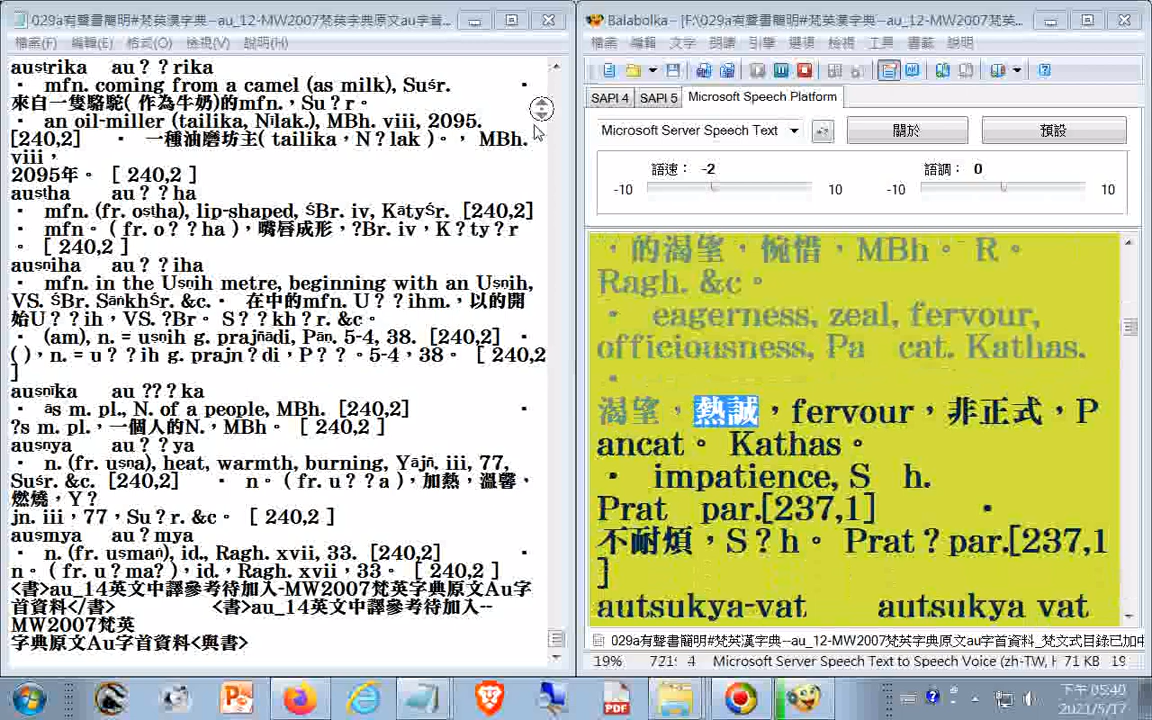 029a有聲書簡明#梵英漢字典--au_12-MW2007梵英字典原文au字首...
檔案(F) 編輯(E) 格式(O) 檢視(V) 說明(H)
auṣtrika au??rika
• mfn. coming from a camel (as milk), Suśr. •
來自一隻駱駝( 作為牛奶)的mfn.，Su?r。
• an oil-miller (tailika, Nīlak.), MBh. viii, 2095.
[240,2] • 一種油磨坊主( tailika，N?lak )。， MBh.
viii，
2095年。 [ 240,2 ]
auṣtha au??ha
• mfn. (fr. oṣtha), lip-shaped, ŚBr. iv, KātyŚr. [240,2]
• mfn。( fr. o??ha )，嘴唇成形，?Br. iv，K?ty?r
。 [ 240,2 ]
auṣṇiha au??iha
• mfn. in the Uṣṇih metre, beginning with an Uṣṇih,
VS. ŚBr. Śāṅkhśr. &c. • 在中的mfn. U??ihm.，以的開
始U??ih，VS. ?Br。 S??kh?r. &c。
• (am), n. = uṣṇih g. prajñādi, Pāṇ. 5-4, 38. [240,2]
( )，n. = u??ih g. prajn?di，P??。5-4，38。 [ 240,2
]
auṣṇīka au???ka
• ās m. pl., N. of a people, MBh. [240,2] •
?s m. pl.，一個人的N.，MBh。 [ 240,2 ]
auṣṇya au??ya
• n. (fr. uṣṇa), heat, warmth, burning, Yājñ. iii, 77,
Suśr. &c. [240,2] • n。( fr. u??a )，加熱，溫馨、
燃燒，Y?
jn. iii，77，Su?r. &c。 [ 240,2 ]
auṣmya au?mya
• n. (fr. uṣman), id., Ragh. xvii, 33. [240,2] •
n。( fr. u?ma?)，id.，Ragh. xvii，33。 [ 240,2 ]
<書>au_14英文中譯參考待加入-MW2007梵英字典原文Au字
首資料</書> <書>au_14英文中譯參考待加入--
MW2007梵英
字典原文Au字首資料<與書>
Balabolka - [F:\029a有聲書簡明#梵英漢字典--au_12-MW2007梵英...
檔案 編輯 文字 朗讀 引擎 選項 檢視 工具 書籤 說明
SAPI 4 SAPI 5 Microsoft Speech Platform
Microsoft Server Speech Text 關於 預設
語速： -2 語調： 0
-10 10 -10 10
• 的渴望，惋惜，MBh。 R。
Ragh. &c。
• eagerness, zeal, fervour,
officiousness, Pa cat. Kathas.
•
渴望，熱誠，fervour，非正式，P
ancat。 Kathas。
• impatience, S h.
Prat par.[237,1] •
不耐煩，S?h。 Prat?par.[237,1
]
autsukya-vat autsukya vat
029a有聲書簡明#梵英漢字典--au_12-MW2007梵英字典原文au字首資料_梵文式目錄已加中
19% 4 Microsoft Server Speech Text to Speech Voice (zh-TW, 71 KB
PDF
下午 05:40
2021/5/17